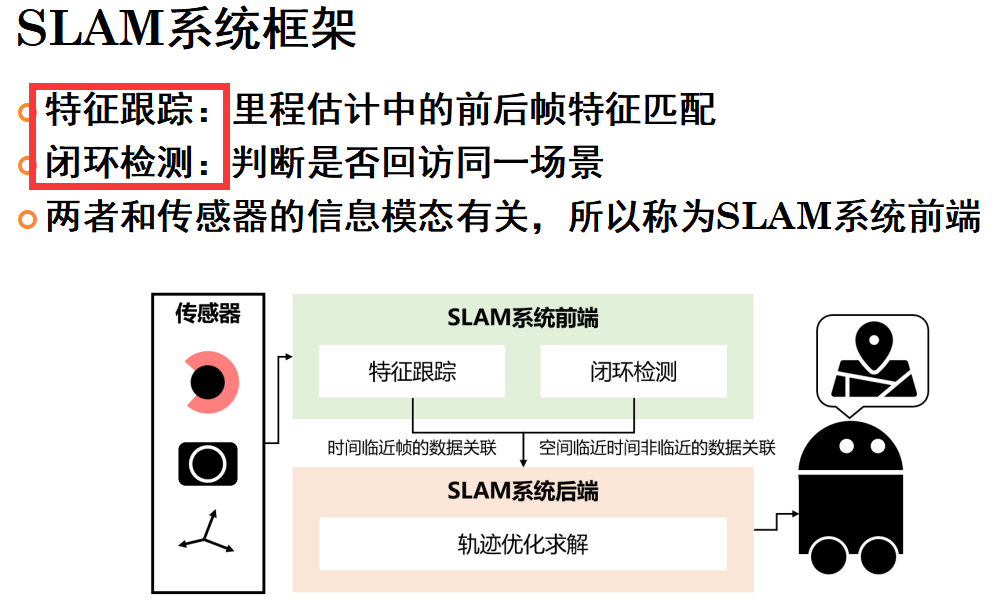 SLAM系统框架
特征跟踪：里程估计中的前后帧特征匹配
闭环检测：判断是否回访同一场景
两者和传感器的信息模态有关，所以称为SLAM系统前端
传感器
SLAM系统前端
特征跟踪
闭环检测
时间临近帧的数据关联
空间临近时间非临近的数据关联
SLAM系统后端
轨迹优化求解